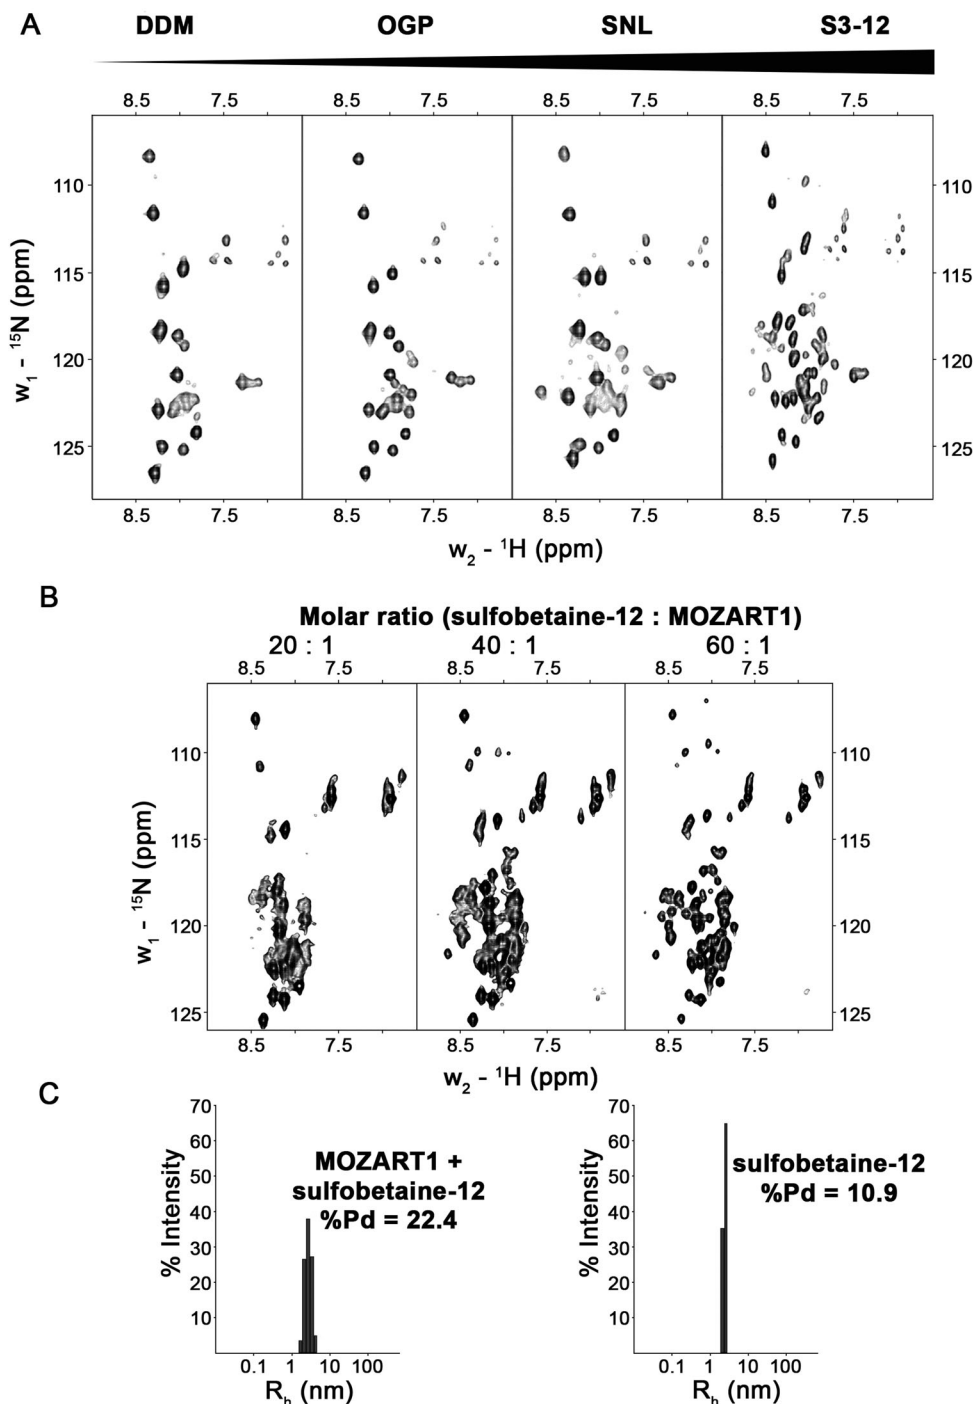 A
DDM OGP SNL S3-12
8.5 7.5 8.5 7.5 8.5 7.5 8.5 7.5
110 110
115 115
120 120
125 125
w1 - 15N (ppm)
8.5 7.5 8.5 7.5 8.5 7.5 8.5 7.5
w2 - 1H (ppm)
B
Molar ratio (sulfobetaine-12 : MOZART1)
20 : 1 40 : 1 60 : 1
8.5 7.5 8.5 7.5 8.5 7.5
110 110
115 115
120 120
125 125
w1 - 15N (ppm)
8.5 7.5 8.5 7.5 8.5 7.5
w2 - 1H (ppm)
C
70
60
50
40
30
20
10
% Intensity
MOZART1 +
sulfobetaine-12
%Pd = 22.4
0.1 1 10 100
Rh (nm)
70
60
50
40
30
20
10
% Intensity
sulfobetaine-12
%Pd = 10.9
0.1 1 10 100
Rh (nm)